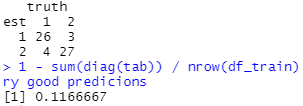 truth
est 1 2
1 26 3
2 4 27
> 1 - sum(diag(tab)) / nrow(df_train)
ry good predicions
[1] 0.1166667